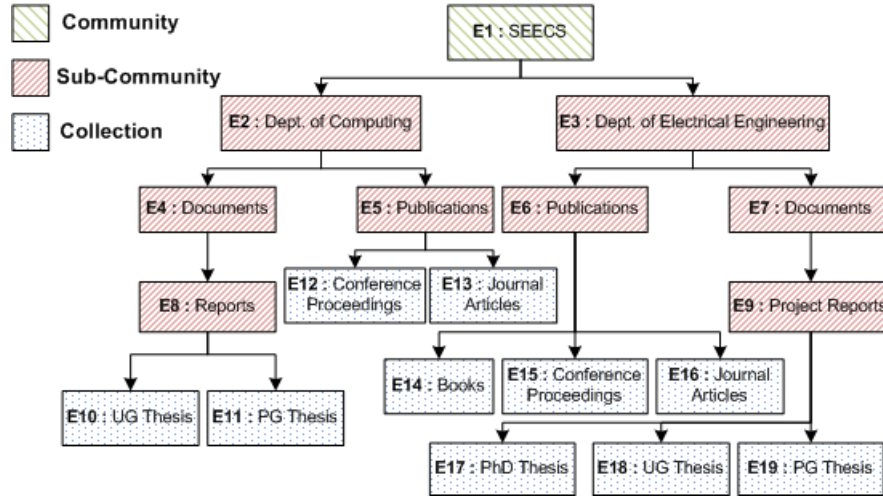 Community
Sub-Community
Collection
E1 : SEECS
E2 : Dept. of Computing
E3 : Dept. of Electrical Engineering
E4 : Documents
E5 : Publications
E6 : Publications
E7 : Documents
E8 : Reports
E12 : Conference
Proceedings
E13 : Journal
Articles
E9 : Project Reports
E10 : UG Thesis
E11 : PG Thesis
E14 : Books
E15 : Conference
Proceedings
E16 : Journal
Articles
E17 : PhD Thesis
E18 : UG Thesis
E19 : PG Thesis